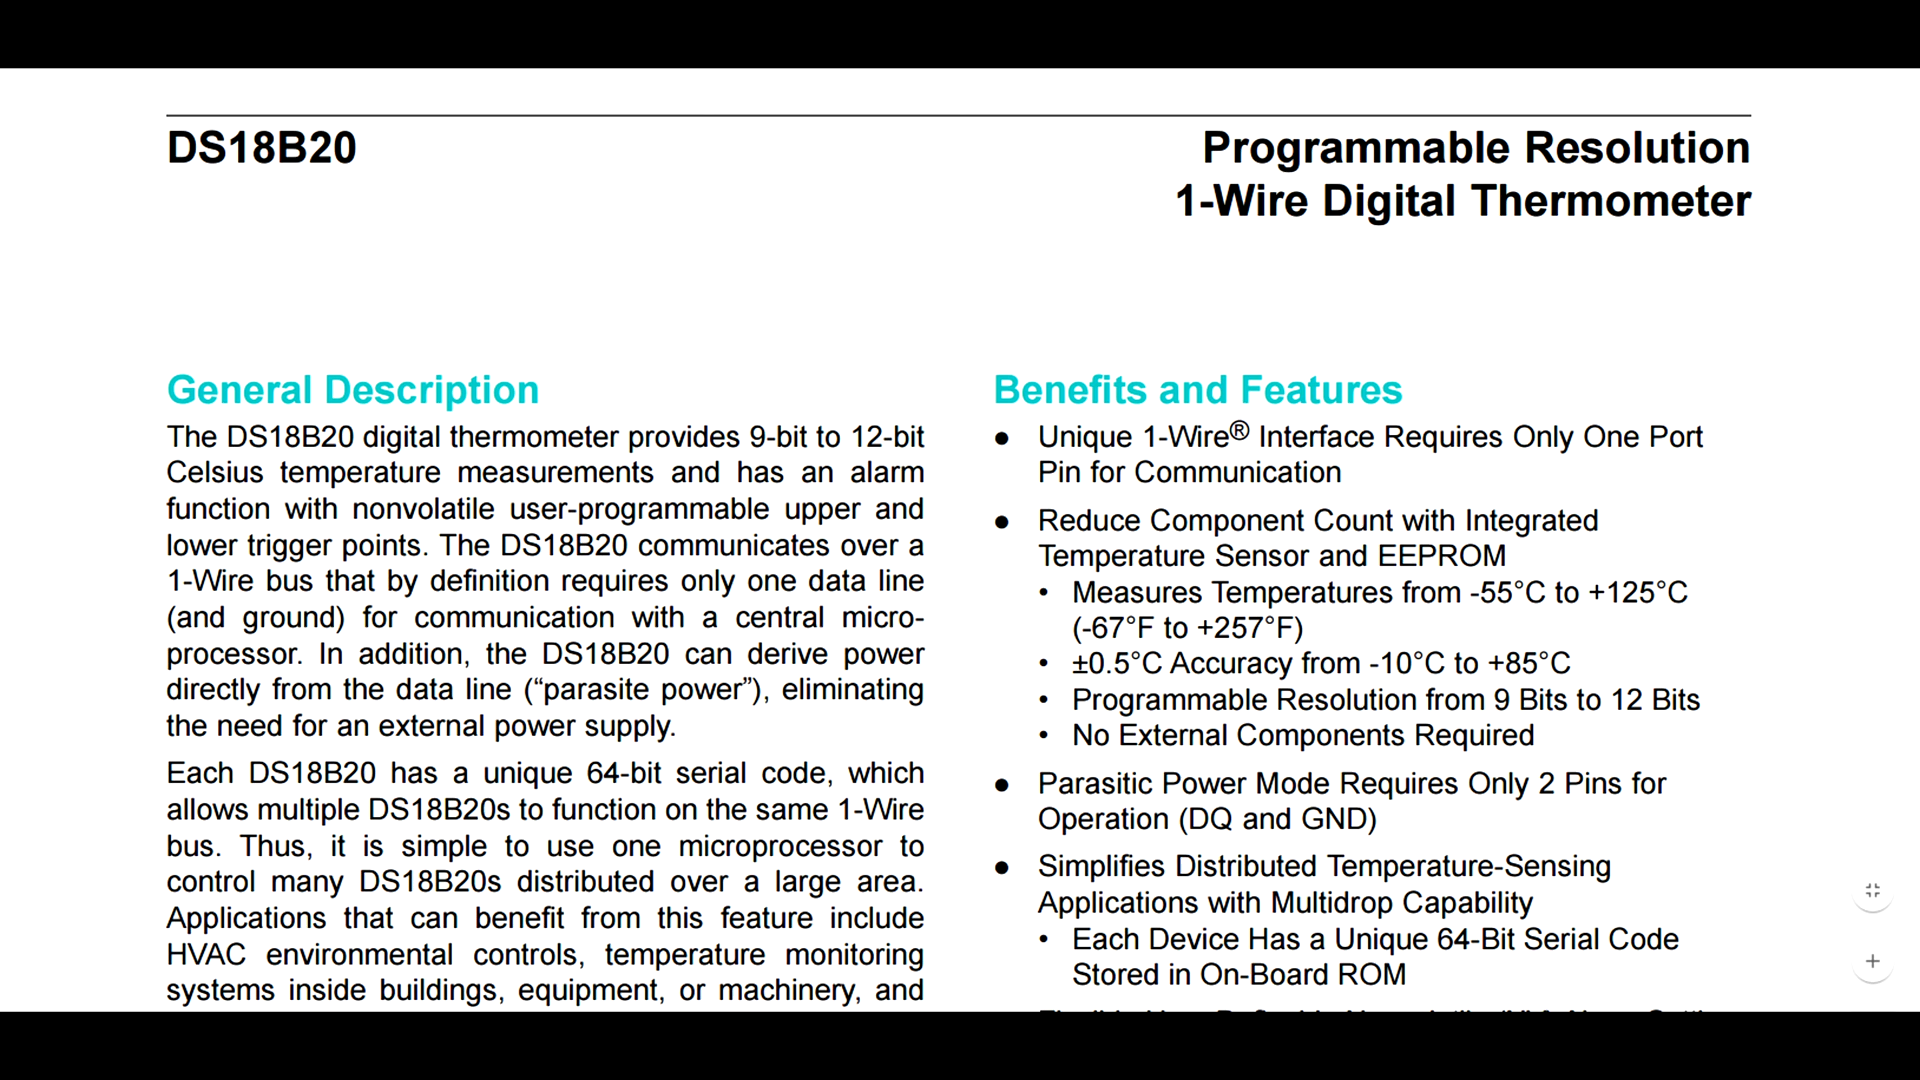 DS18B20
Programmable Resolution
1-Wire Digital Thermometer
General Description
The DS18B20 digital thermometer provides 9-bit to 12-bit
Celsius temperature measurements and has an alarm
function with nonvolatile user-programmable upper and
lower trigger points. The DS18B20 communicates over a
1-Wire bus that by definition requires only one data line
(and ground) for communication with a central micro-
processor. In addition, the DS18B20 can derive power
directly from the data line (“parasite power”), eliminating
the need for an external power supply.
Each DS18B20 has a unique 64-bit serial code, which
allows multiple DS18B20s to function on the same 1-Wire
bus. Thus, it is simple to use one microprocessor to
control many DS18B20s distributed over a large area.
Applications that can benefit from this feature include
HVAC environmental controls, temperature monitoring
systems inside buildings, equipment, or machinery, and
Benefits and Features
● Unique 1-Wire® Interface Requires Only One Port
Pin for Communication
● Reduce Component Count with Integrated
Temperature Sensor and EEPROM
• Measures Temperatures from -55°C to +125°C
(-67°F to +257°F)
• ±0.5°C Accuracy from -10°C to +85°C
• Programmable Resolution from 9 Bits to 12 Bits
• No External Components Required
● Parasitic Power Mode Requires Only 2 Pins for
Operation (DQ and GND)
● Simplifies Distributed Temperature-Sensing
Applications with Multidrop Capability
• Each Device Has a Unique 64-Bit Serial Code
Stored in On-Board ROM